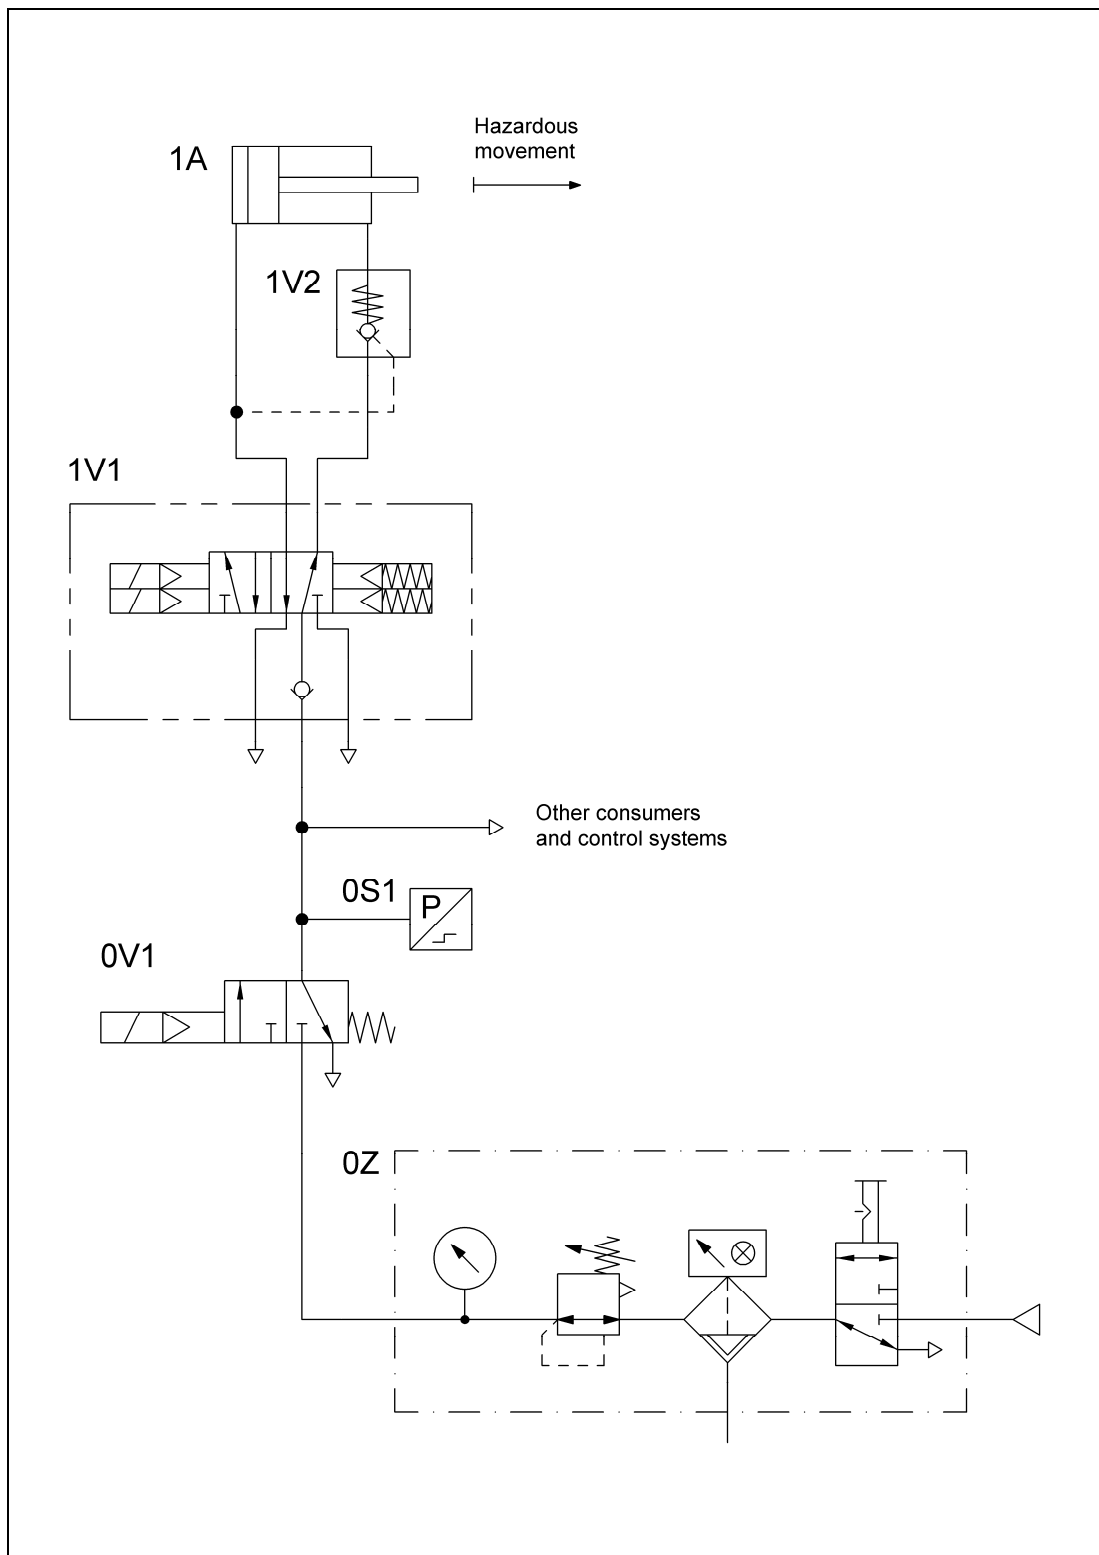 Hazardous
movement
1A
1V2
1V1
Other consumers
and control systems
0S1
P
0V1
0Z